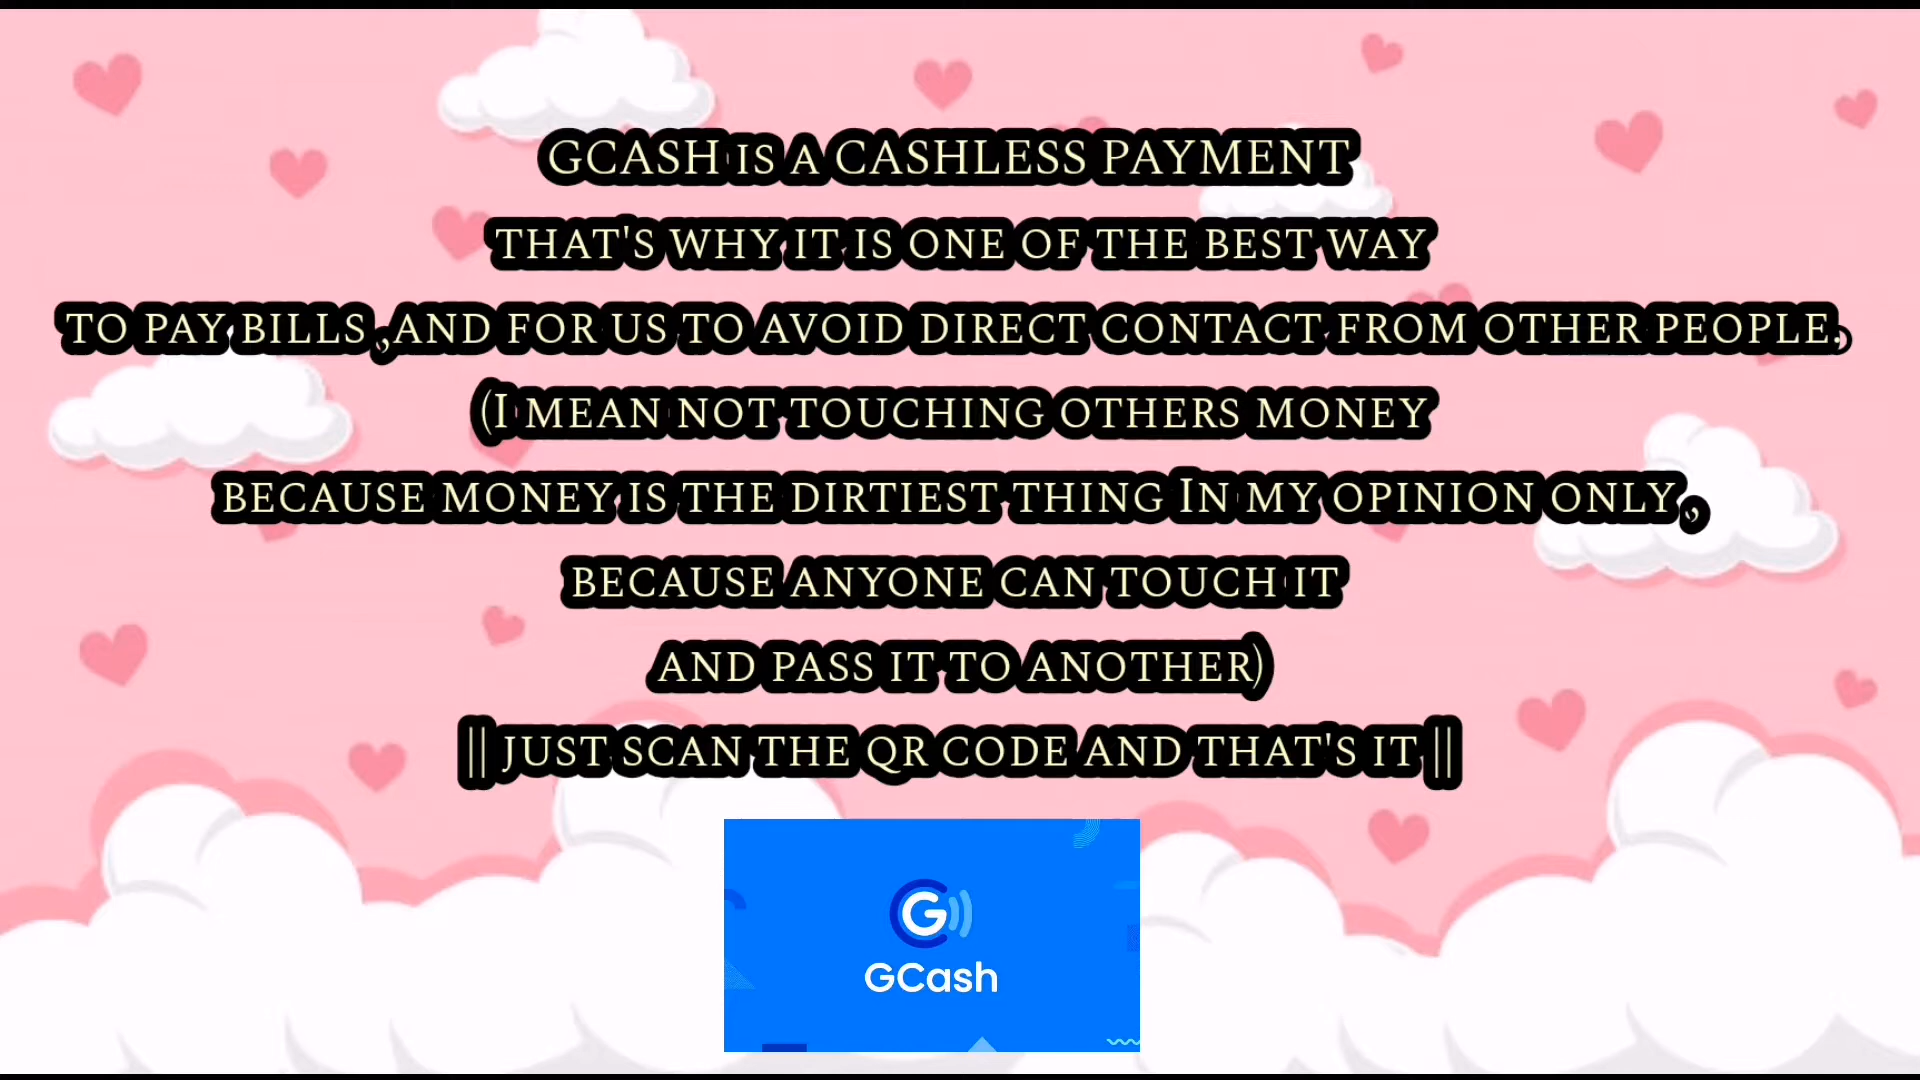 GCASH IS A CASHLESS PAYMENT
THAT'S WHY IT IS ONE OF THE BEST WAY
TO PAY BILLS ,AND FOR US TO AVOID DIRECT CONTACT FROM OTHER PEOPLE.
(I MEAN NOT TOUCHING OTHERS MONEY
BECAUSE MONEY IS THE DIRTIEST THING IN MY OPINION ONLY ,
BECAUSE ANYONE CAN TOUCH IT
AND PASS IT TO ANOTHER)
|| JUST SCAN THE QR CODE AND THAT'S IT ||
G
GCash